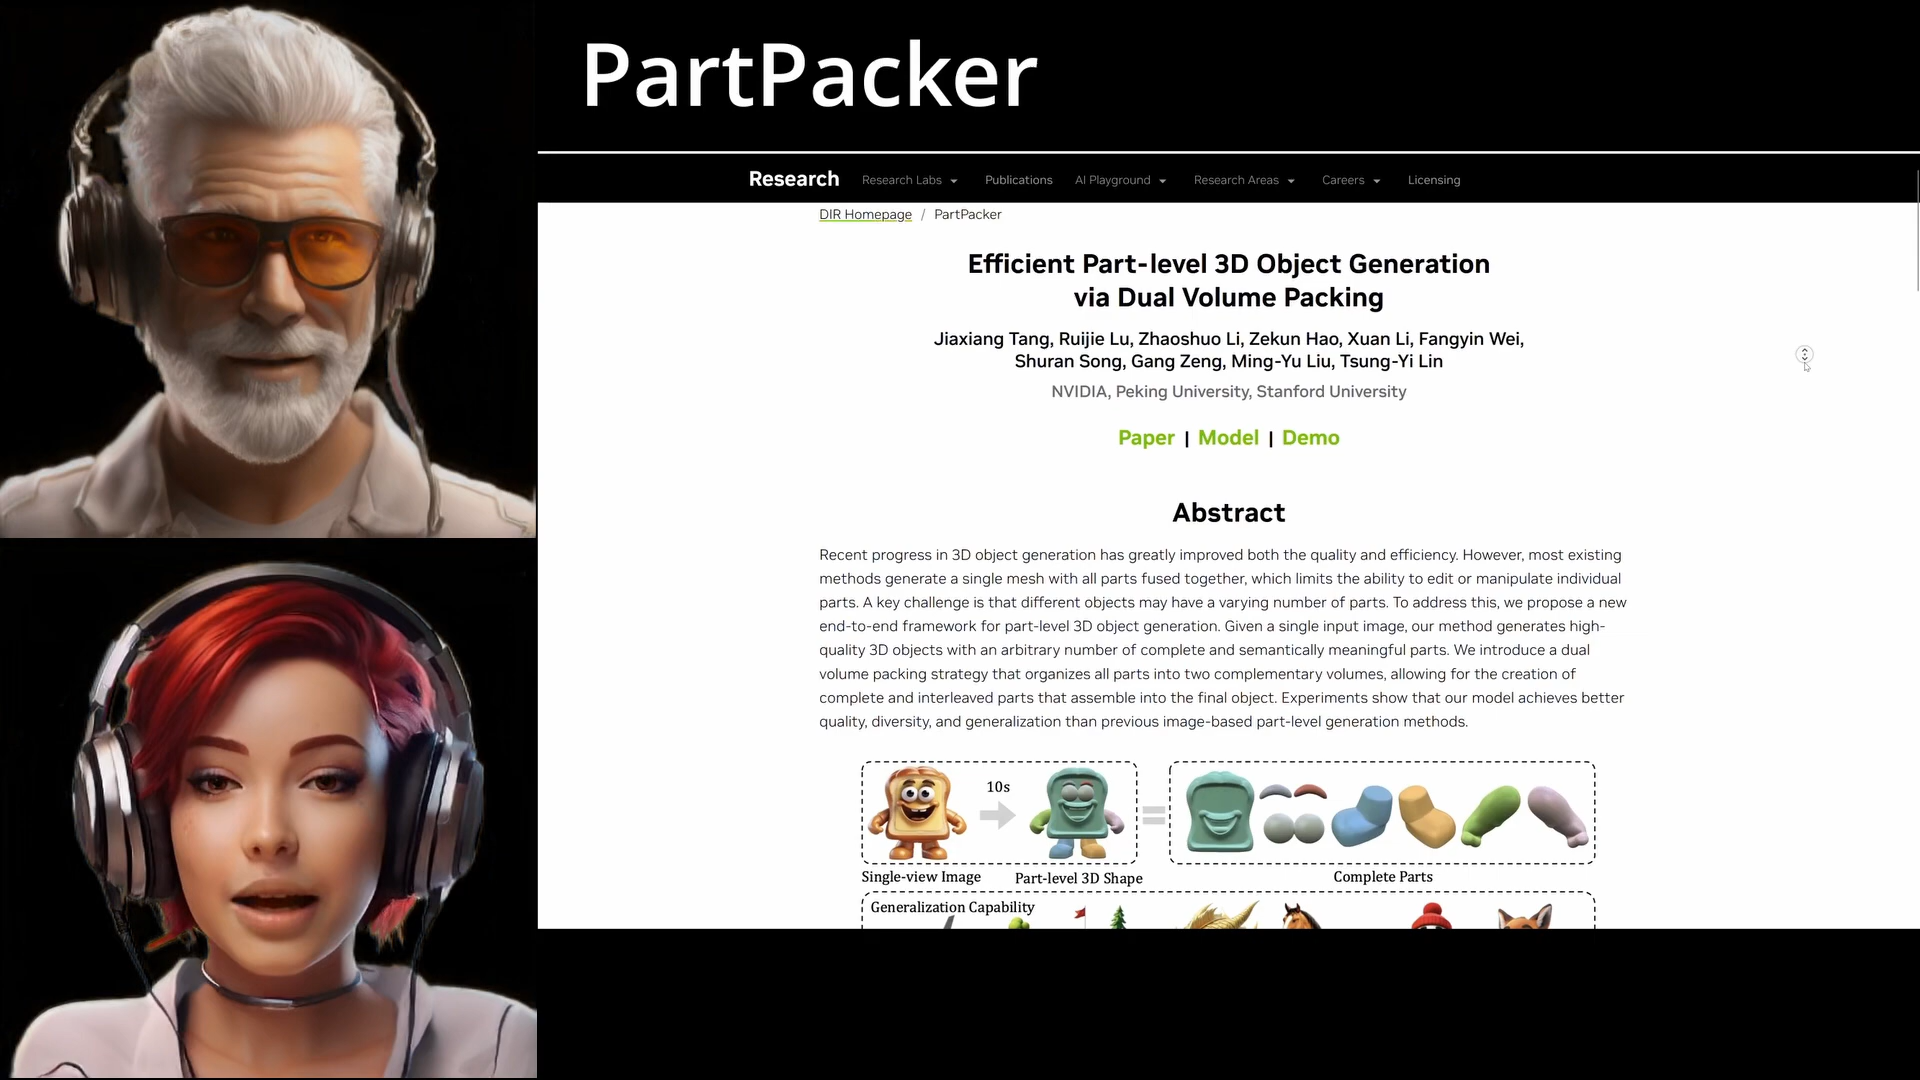 PartPacker
Research Research Labs Publications AI Playground Research Areas Careers Licensing
DIR Homepage / PartPacker
Efficient Part-level 3D Object Generation
via Dual Volume Packing
Jiaxiang Tang, Ruijie Lu, Zhaoshuo Li, Zekun Hao, Xuan Li, Fangyin Wei,
Shuran Song, Gang Zeng, Ming-Yu Liu, Tsung-Yi Lin
NVIDIA, Peking University, Stanford University
Paper | Model | Demo
Abstract
Recent progress in 3D object generation has greatly improved both the quality and efficiency. However, most existing
methods generate a single mesh with all parts fused together, which limits the ability to edit or manipulate individual
parts. A key challenge is that different objects may have a varying number of parts. To address this, we propose a new
end-to-end framework for part-level 3D object generation. Given a single input image, our method generates high-
quality 3D objects with an arbitrary number of complete and semantically meaningful parts. We introduce a dual
volume packing strategy that organizes all parts into two complementary volumes, allowing for the creation of
complete and interleaved parts that assemble into the final object. Experiments show that our model achieves better
quality, diversity, and generalization than previous image-based part-level generation methods.
10s
Single-view Image Part-level 3D Shape Complete Parts
Generalization Capability